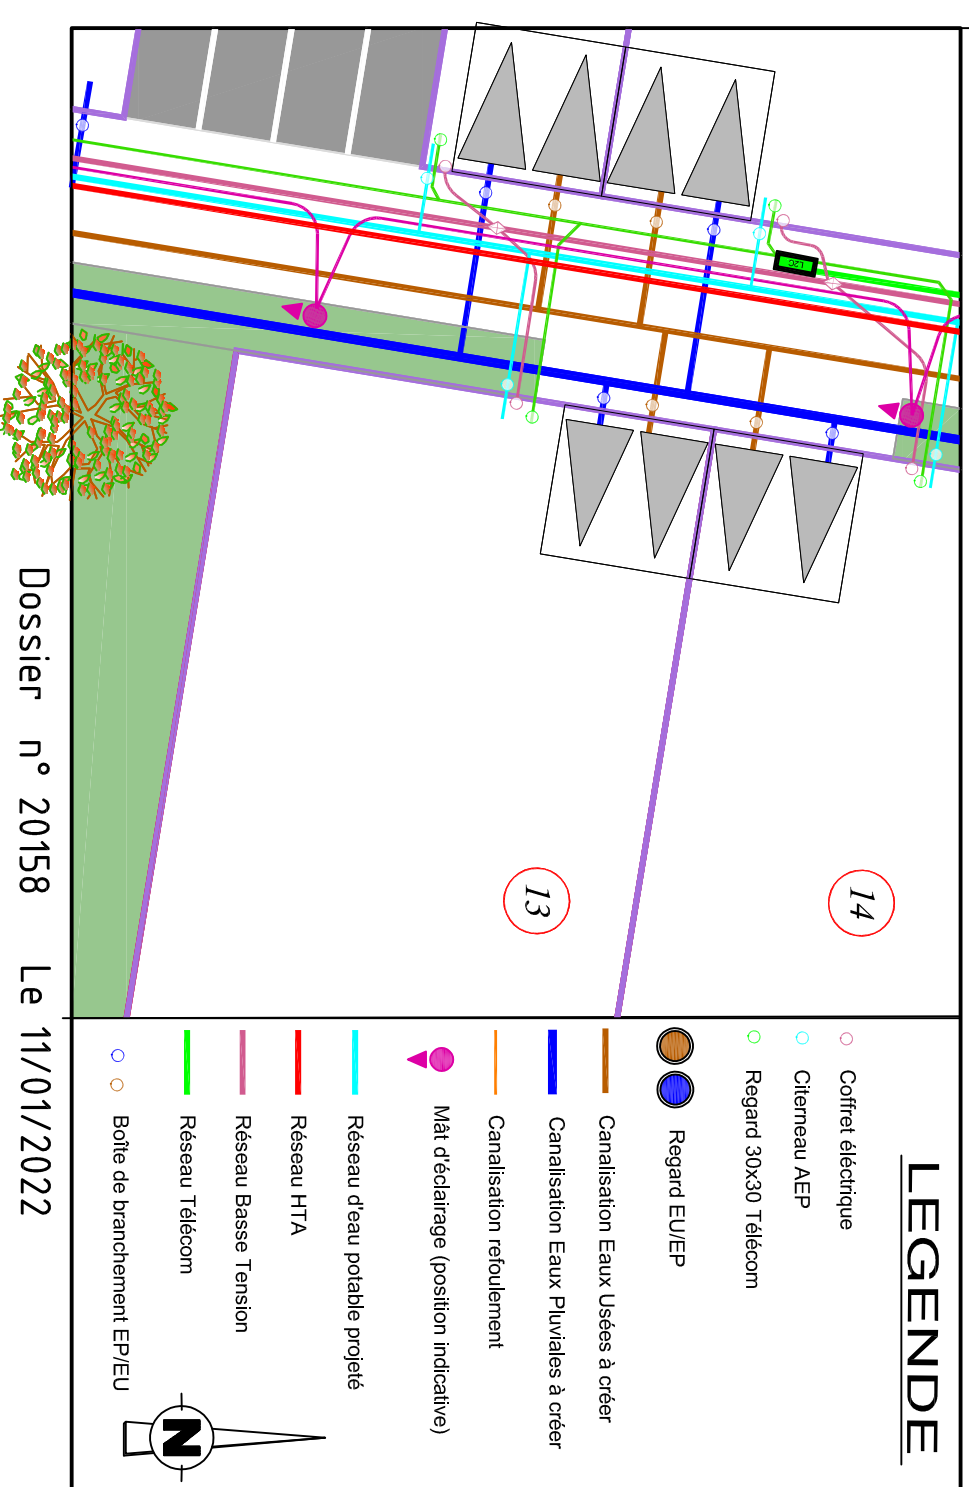 L2C
13
14
LEGENDE
Coffret éléctrique
Citerneau AEP
Regard 30x30 Télécom
Regard EU/EP
Canalisation Eaux Usées à créer
Canalisation Eaux Pluviales à créer
Canalisation refoulement
Mât d'éclairage (position indicative)
Réseau d'eau potable projeté
Réseau HTA
Réseau Basse Tension
Réseau Télécom
Boîte de branchement EP/EU
N
Dossier n° 20158 Le 11/01/2022